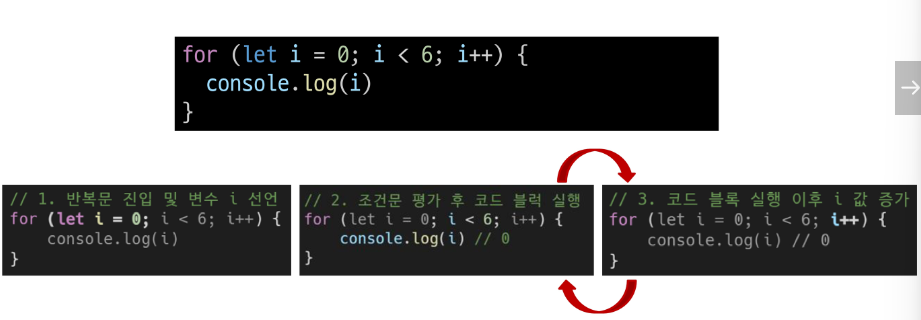 for (let i = 0; i < 6; i++) {
  console.log(i)
}
// 1. 반복문 진입 및 변수 i 선언
for (let i = 0; i < 6; i++) {
    console.log(i)
}
// 2. 조건문 평가 후 코드 블럭 실행
for (let i = 0; i < 6; i++) {
    console.log(i) // 0
}
// 3. 코드 블록 실행 이후 i 값 증가
for (let i = 0; i < 6; i++) {
    console.log(i) // 0
}